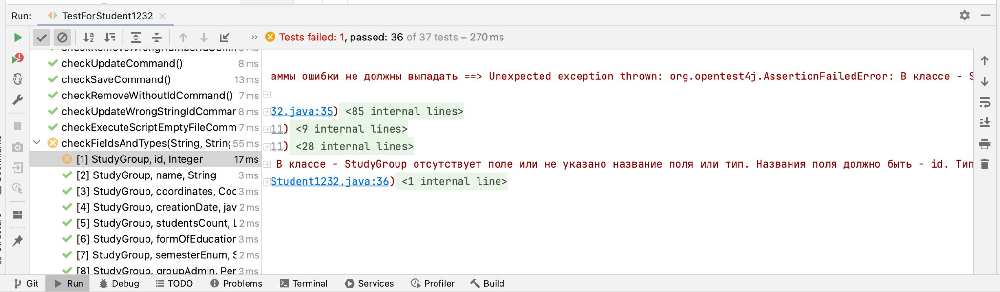 Run: TestForStudent1232
Tests failed: 1, passed: 36 of 37 tests – 270 ms
checkUpdateCommand() 8 ms
checkSaveCommand() 13 ms
checkRemoveWithoutIdCommand() 7 ms
checkUpdateWrongStringIdCommar 8 ms
checkExecuteScriptEmptyFileComm 7 ms
checkFieldsAndTypes(String, String 55 ms
[1] StudyGroup, id, Integer 17 ms
[2] StudyGroup, name, String 3 ms
[3] StudyGroup, coordinates, Coc 3 ms
[4] StudyGroup, creationDate, jav 2 ms
[5] StudyGroup, studentsCount, L 2 ms
[6] StudyGroup, formOfEducation 3 ms
[7] StudyGroup, semesterEnum, S 2 ms
[8] StudyGroup, groupAdmin, Per 3 ms
аммы ошибки не должны выпадать ==> Unexpected exception thrown: org.opentest4j.AssertionFailedError: В классе - S
32.java:35) <85 internal lines>
11) <9 internal lines>
11) <28 internal lines>
В классе - StudyGroup отсутствует поле или не указано название поля или тип. Названия поля должно быть - id. Тип
Student1232.java:36) <1 internal line>
Git Run Debug TODO Problems Terminal Services Profiler Build